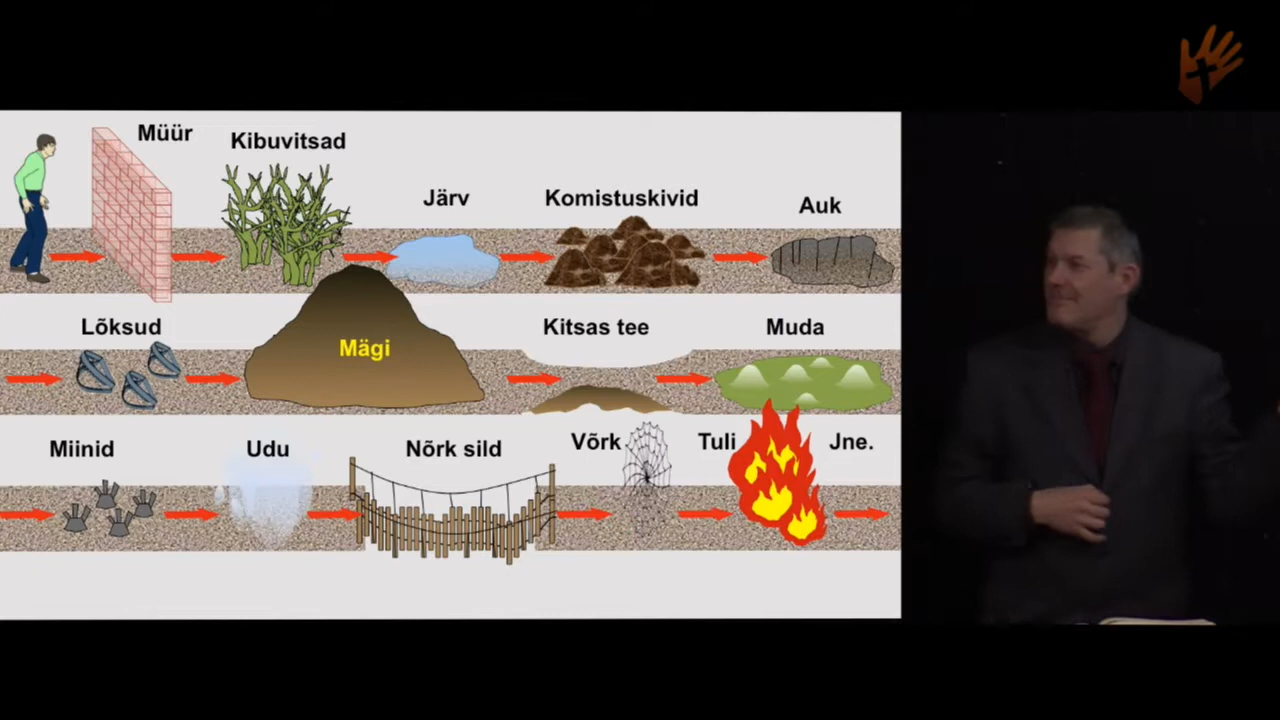 Müür
Kibuvitsad
Järv
Komistuskivid
Auk
Lõksud
Mägi
Kitsas tee
Muda
Miinid
Udu
Nõrk sild
Võrk
Tuli
Jne.